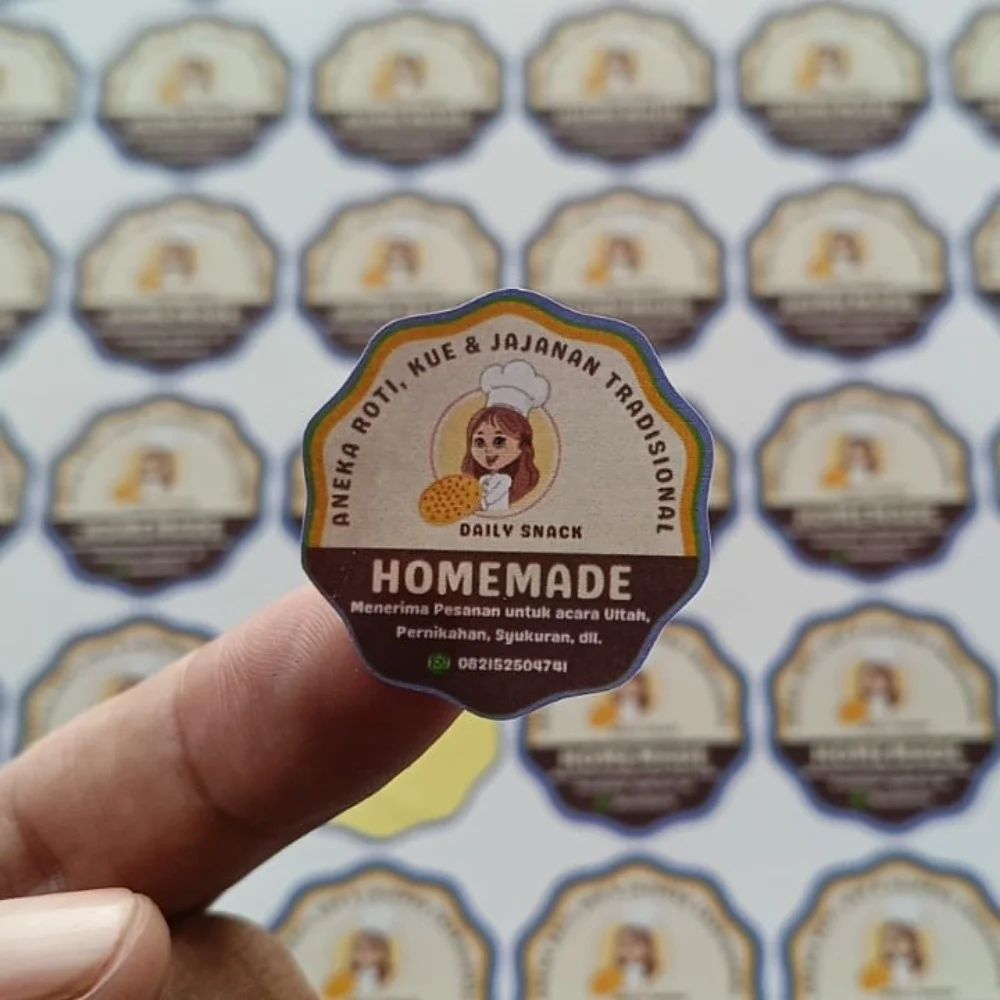 ANEKA ROTI, KUE & JAJANAN TRADISIONAL
DAILY SNACK
HOMEMADE
Menerima Pesanan untuk acara Ultah,
Pernikahan, Syukuran, dll.
082152504741